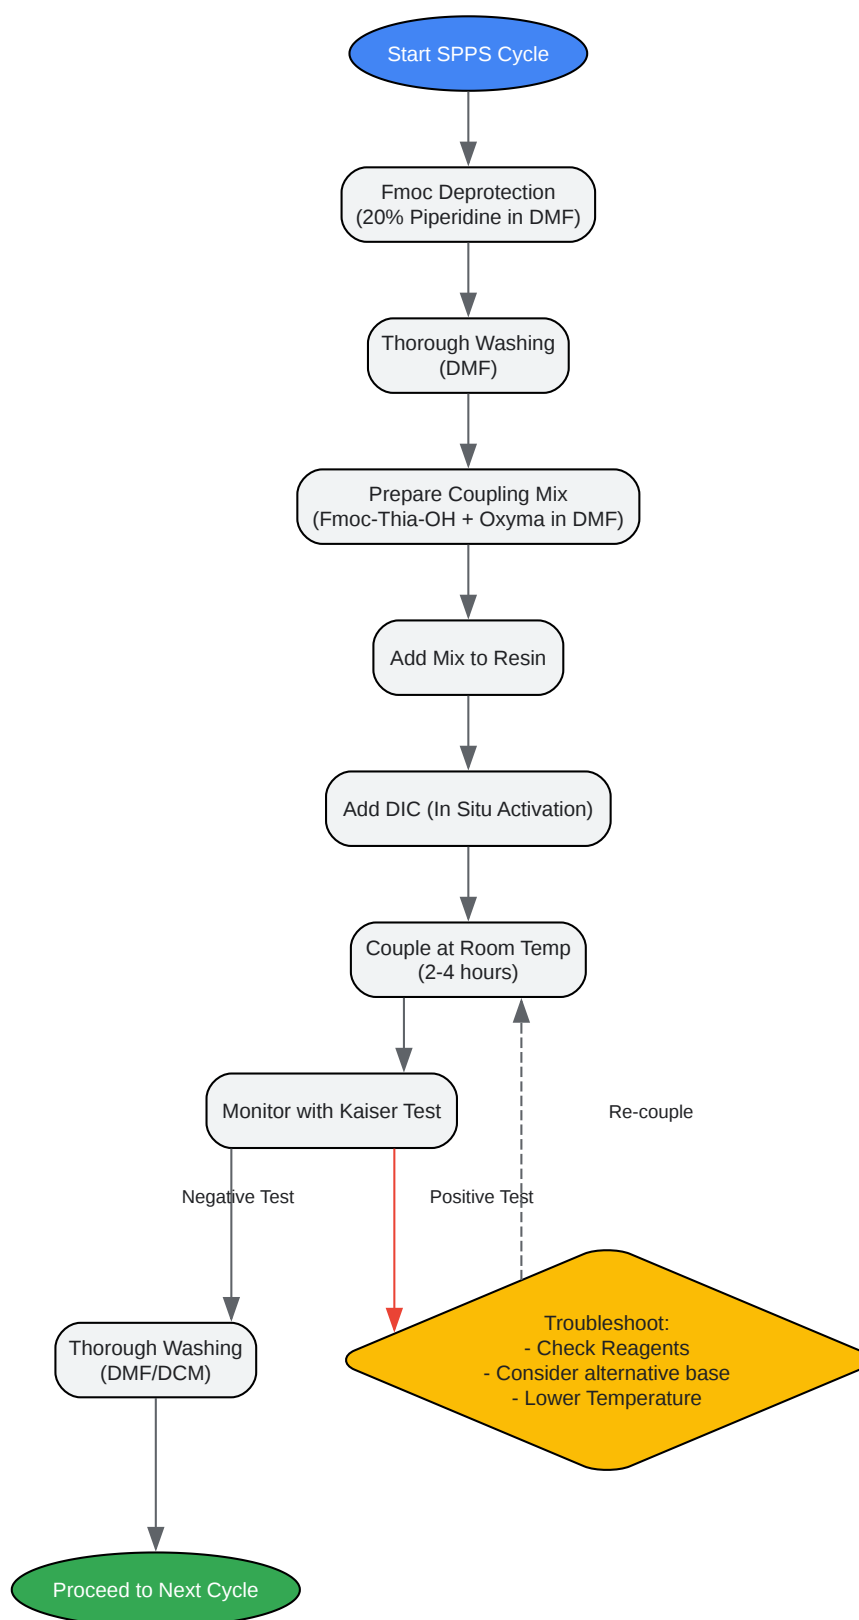 Start SPPS Cycle
Fmoc Deprotection
(20% Piperidine in DMF)
Thorough Washing
(DMF)
Prepare Coupling Mix
(Fmoc-Thia-OH + Oxyma in DMF)
Add Mix to Resin
Add DIC (In Situ Activation)
Couple at Room Temp
(2-4 hours)
Monitor with Kaiser Test
Re-couple
Negative Test
Positive Test
Troubleshoot:
- Check Reagents
- Consider alternative base
- Lower Temperature
Thorough Washing
(DMF/DCM)
Proceed to Next Cycle